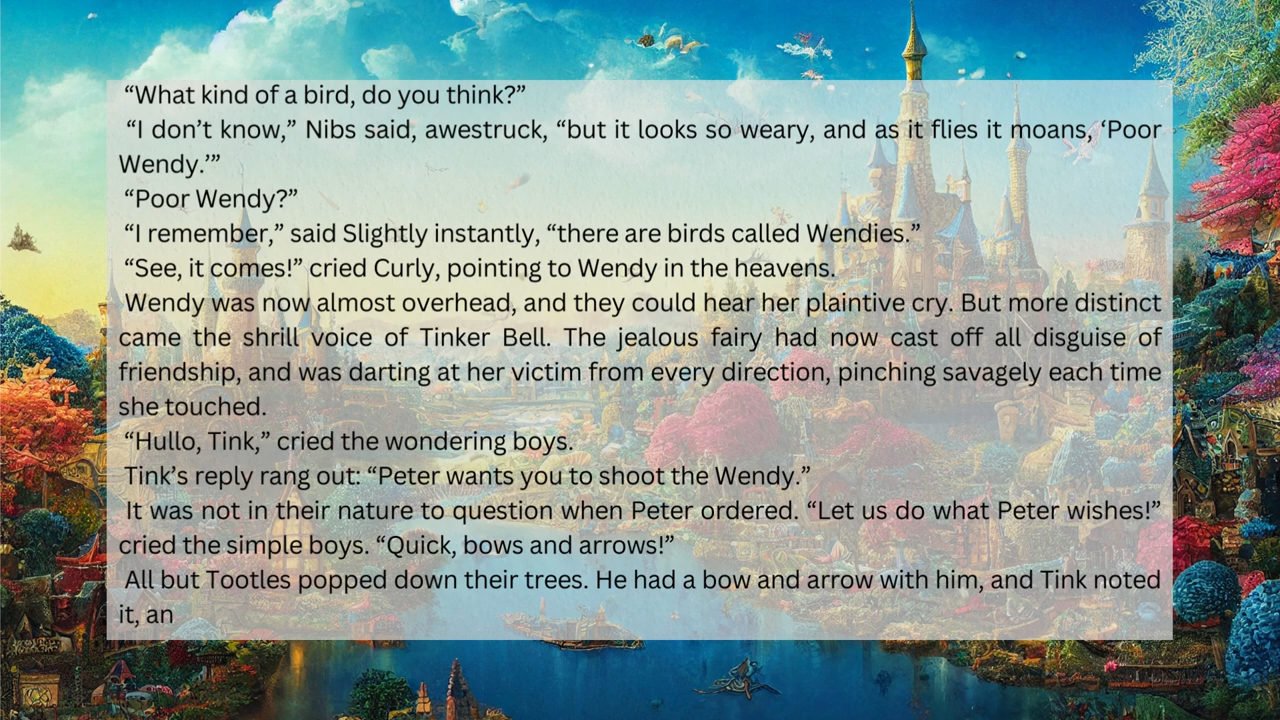 “What kind of a bird, do you think?”
“I don’t know,” Nibs said, awestruck, “but it looks so weary, and as it flies it moans, ‘Poor
Wendy.’”
“Poor Wendy?”
“I remember,” said Slightly instantly, “there are birds called Wendies.”
“See, it comes!” cried Curly, pointing to Wendy in the heavens.
Wendy was now almost overhead, and they could hear her plaintive cry. But more distinct
came the shrill voice of Tinker Bell. The jealous fairy had now cast off all disguise of
friendship, and was darting at her victim from every direction, pinching savagely each time
she touched.
“Hullo, Tink,” cried the wondering boys.
Tink’s reply rang out: “Peter wants you to shoot the Wendy.”
It was not in their nature to question when Peter ordered. “Let us do what Peter wishes!”
cried the simple boys. “Quick, bows and arrows!”
All but Tootles popped down their trees. He had a bow and arrow with him, and Tink noted
it, an